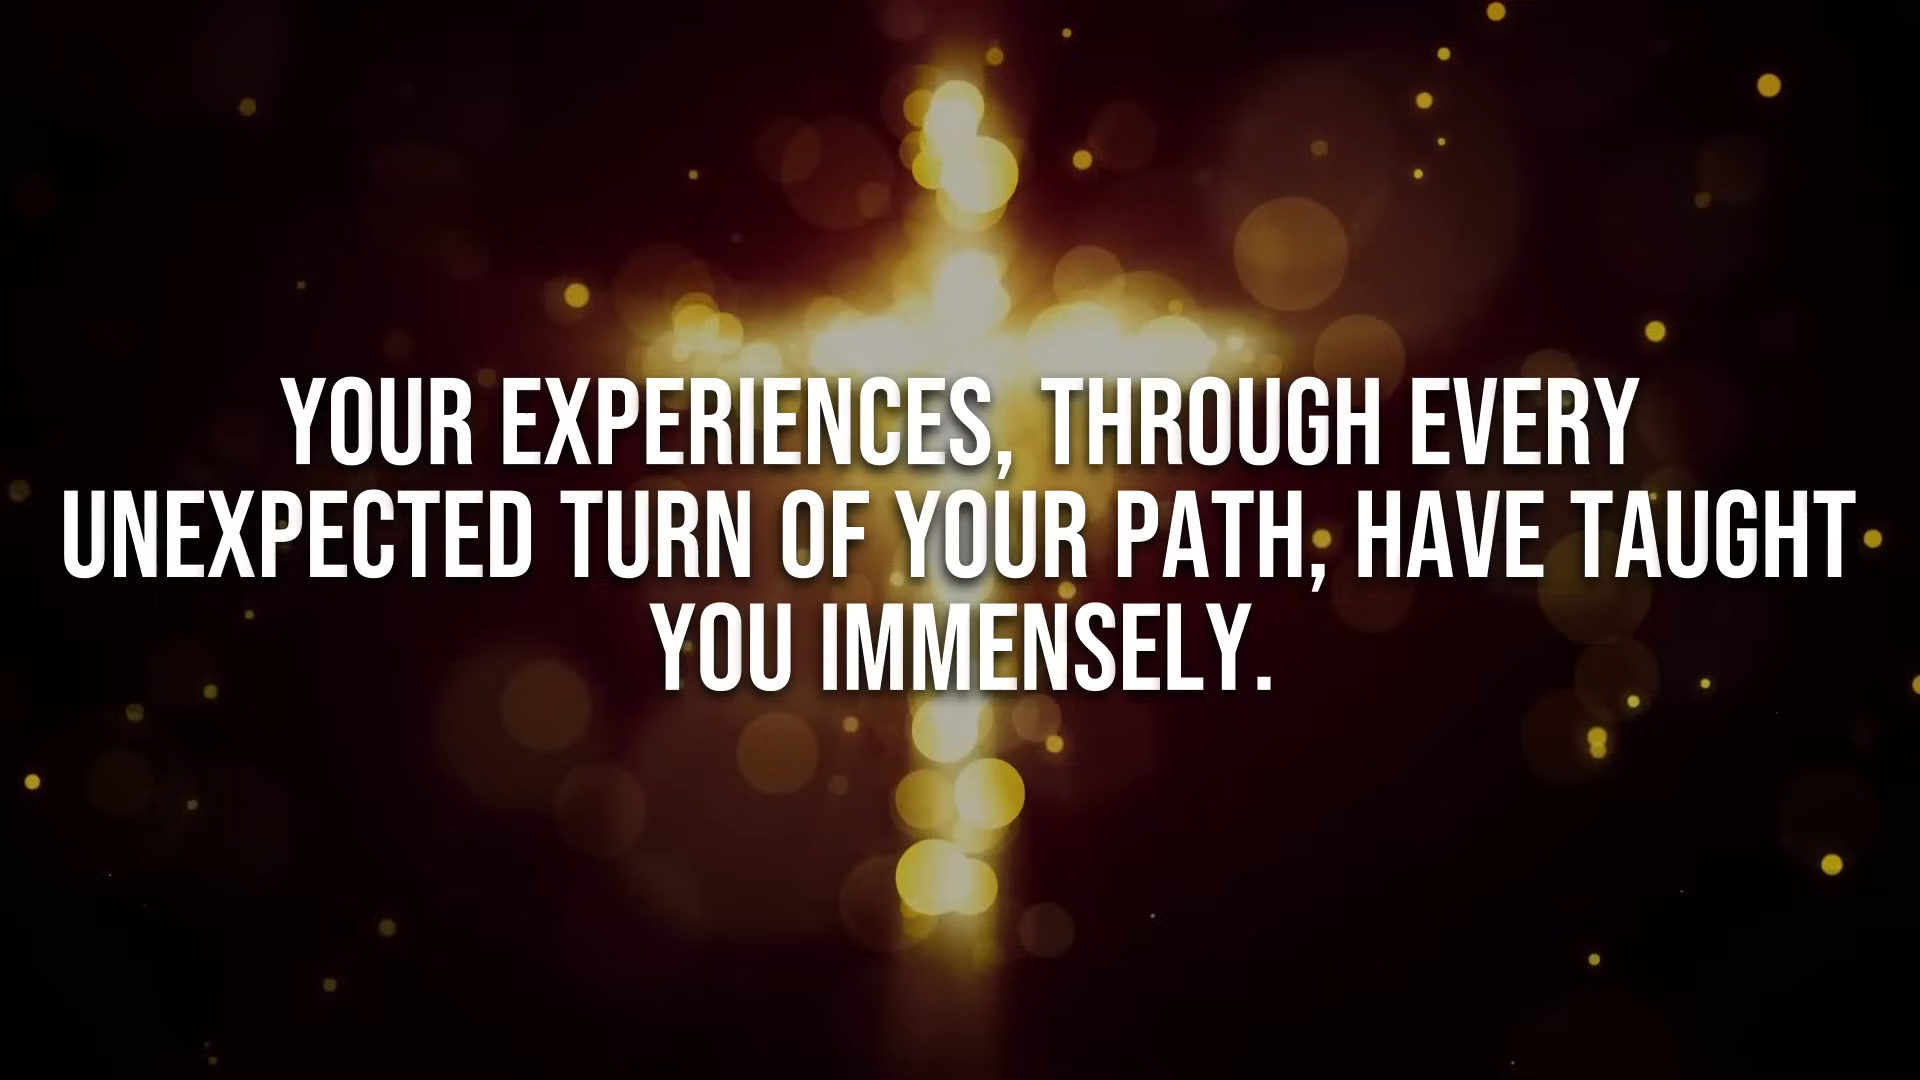 YOUR EXPERIENCES, THROUGH EVERY
UNEXPECTED TURN OF YOUR PATH, HAVE TAUGHT
YOU IMMENSELY.